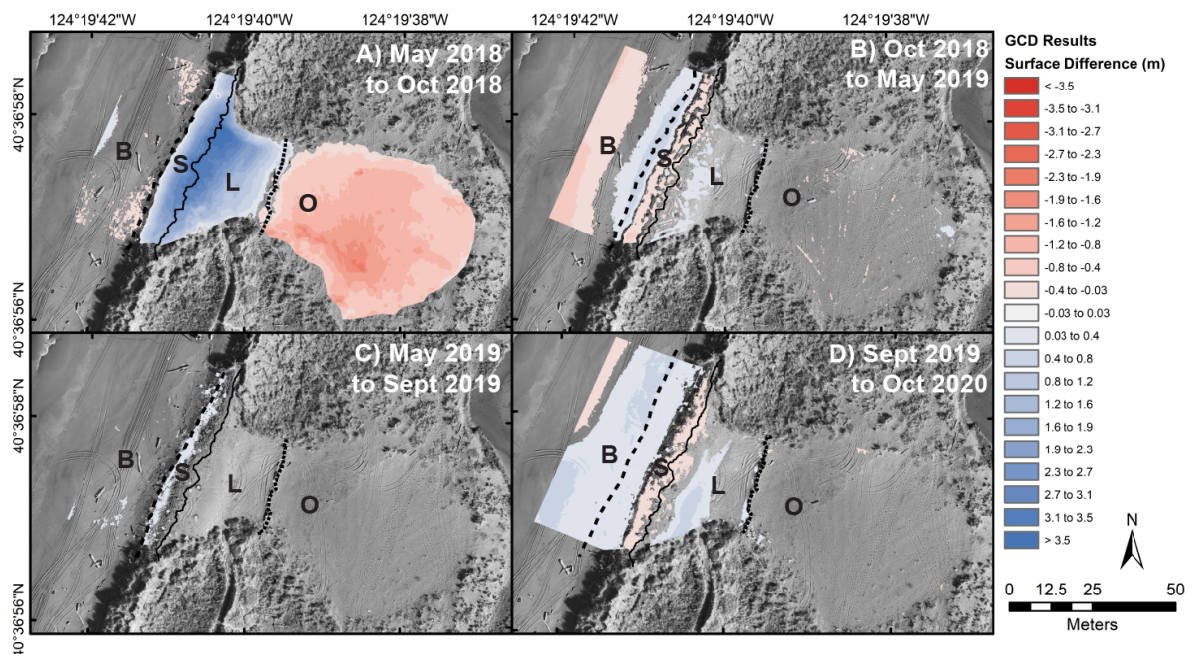 124°19'42"W 124°19'40"W 124°19'38"W 124°19'42"W 124°19'40"W 124°19'38"W
40°36'58"N
40°36'56"N
40°36'58"N
40°36'56"N
A) May 2018
to Oct 2018
B
S
L
O
B) Oct 2018
to May 2019
B
S
L
O
C) May 2019
to Sept 2019
B
S
L
O
D) Sept 2019
to Oct 2020
B
S
L
O
GCD Results
Surface Difference (m)
< -3.5
-3.5 to -3.1
-3.1 to -2.7
-2.7 to -2.3
-2.3 to -1.9
-1.9 to -1.6
-1.6 to -1.2
-1.2 to -0.8
-0.8 to -0.4
-0.4 to -0.03
-0.03 to 0.03
0.03 to 0.4
0.4 to 0.8
0.8 to 1.2
1.2 to 1.6
1.6 to 1.9
1.9 to 2.3
2.3 to 2.7
2.7 to 3.1
3.1 to 3.5
> 3.5
N
0 12.5 25 50
Meters